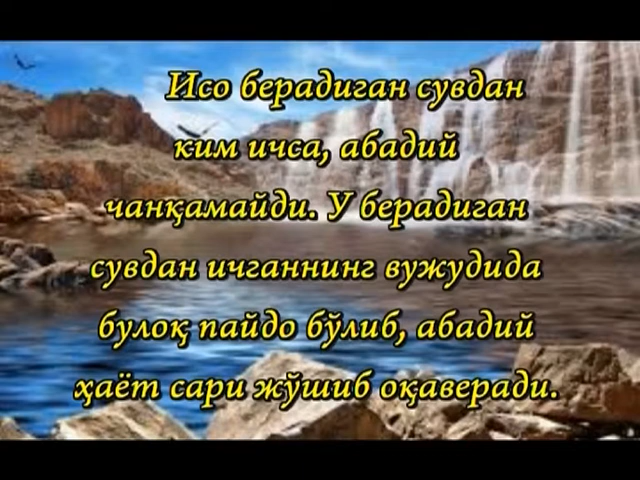 Исо берадиган сувдан
ким ичса, абадий
чанқамайди. У берадиган
сувдан ичганнинг вужудида
булоқ пайдо бўлиб, абадий
ҳаёт сари жўшиб оқаверади.